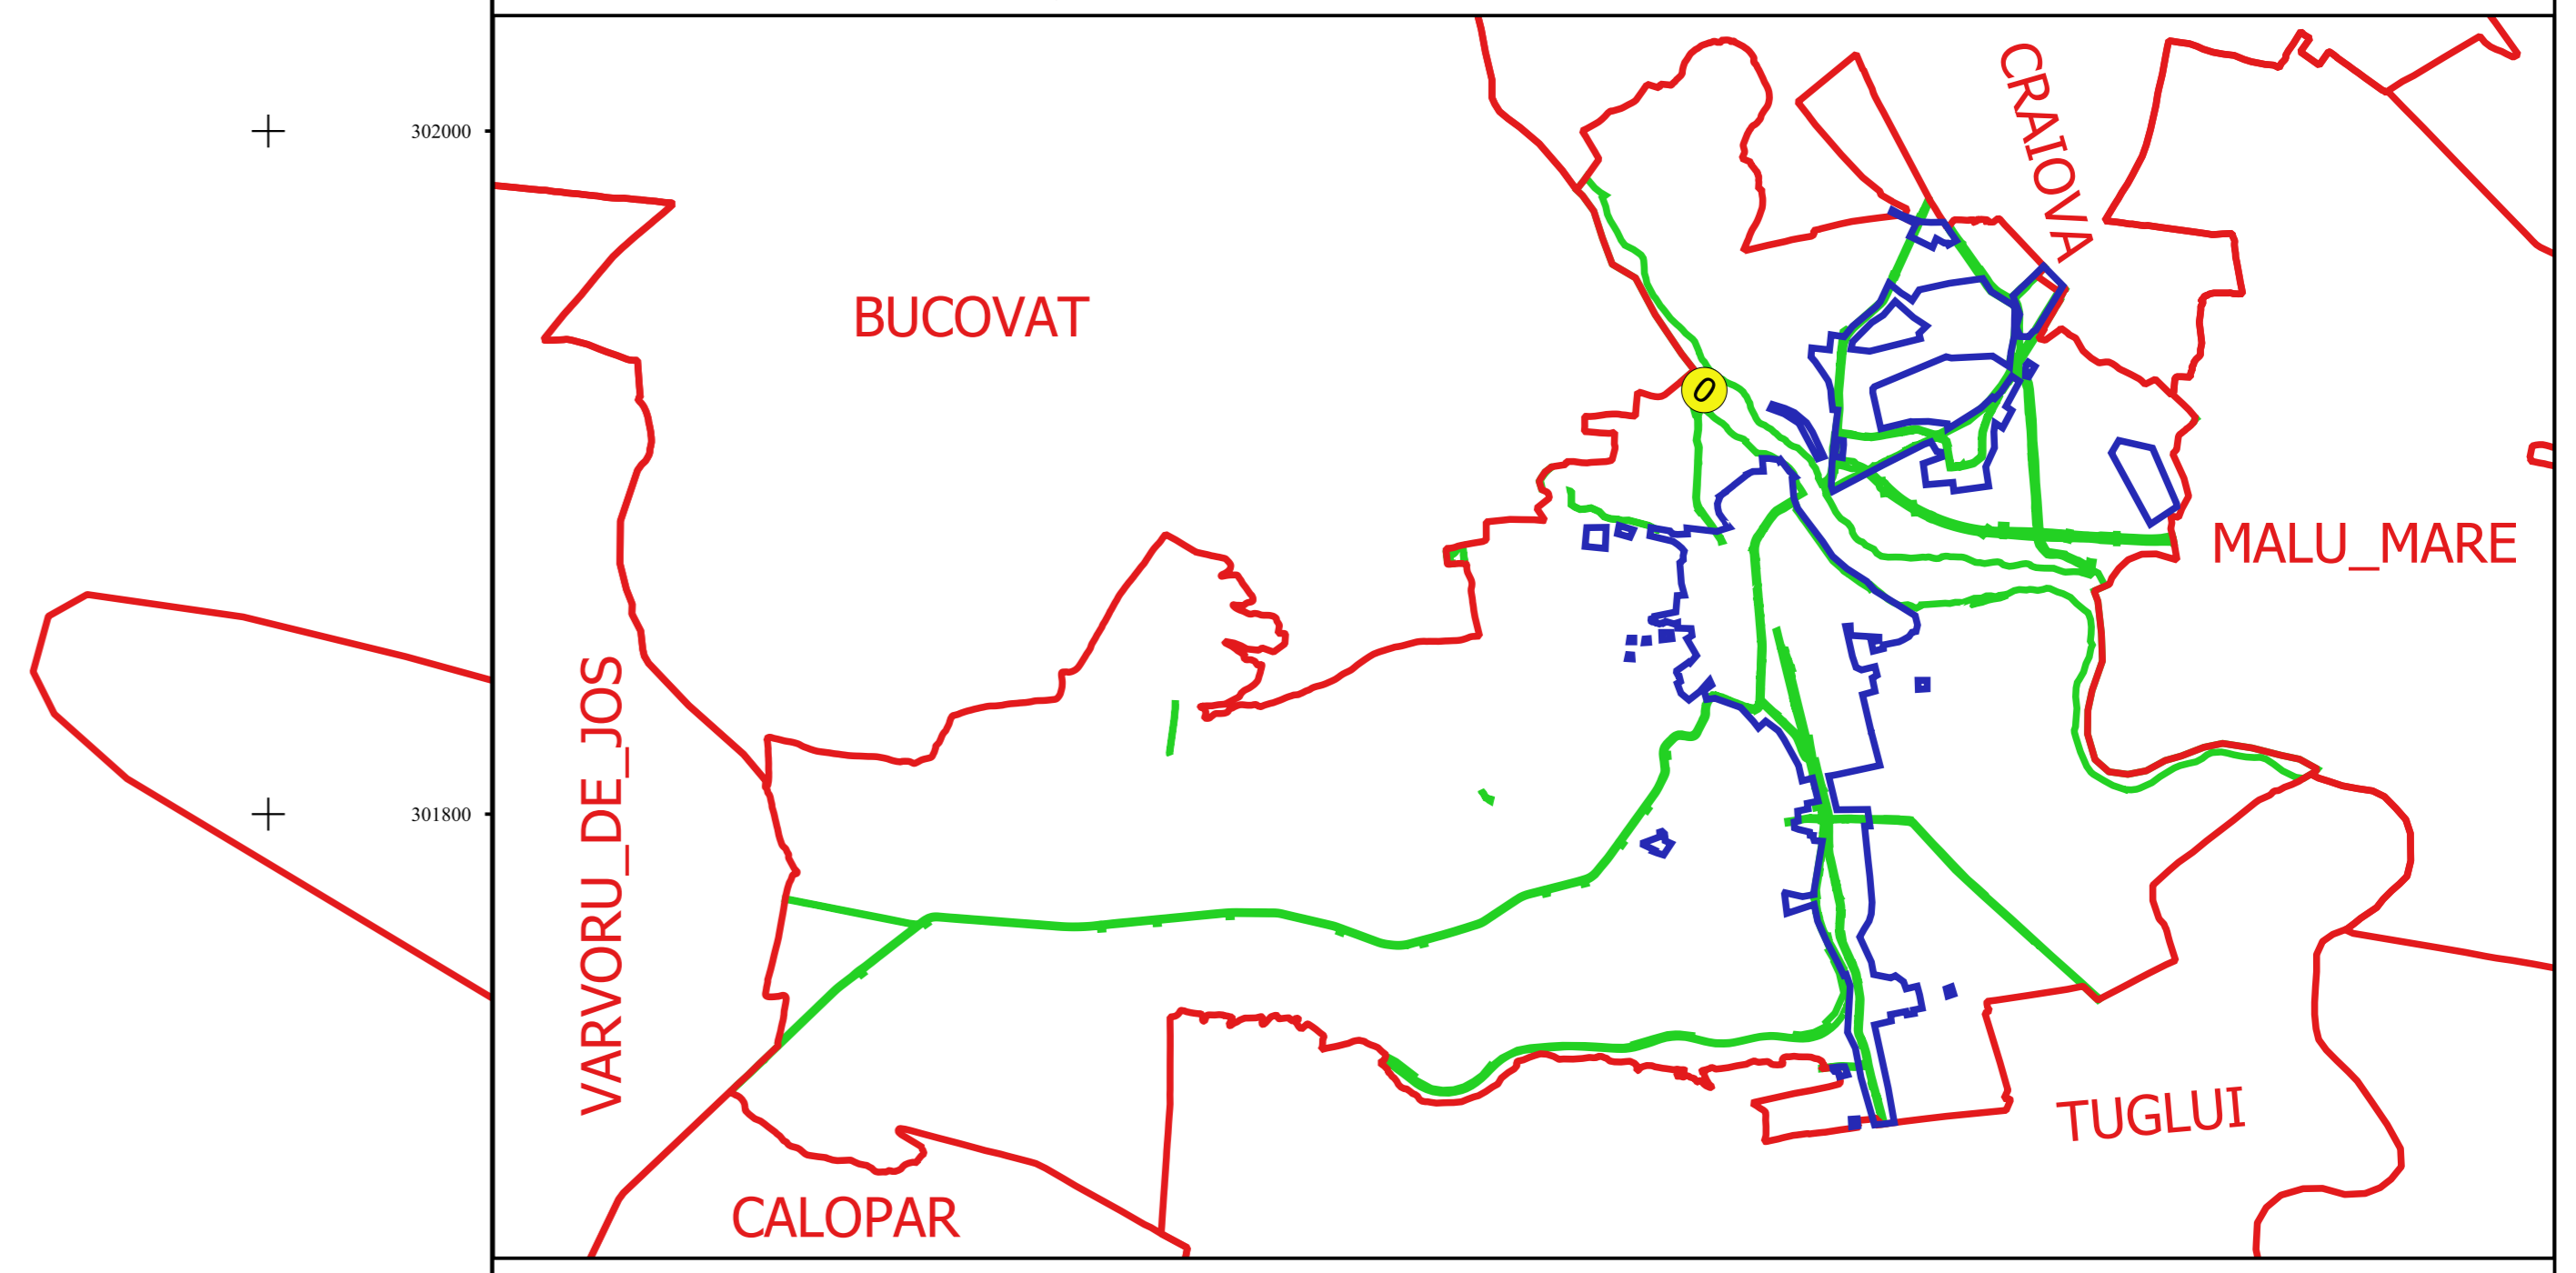 302000
CRAIOVA
BUCOVAT
0
MALU_MARE
VARVORU_DE_JOS
301800
TUGLUI
CALOPAR